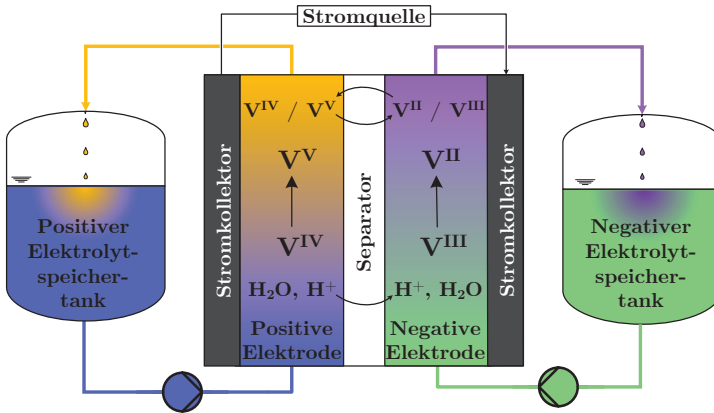 Stromquelle
V^IV / V^V
V^II / V^III
V^V
V^II
V^IV
V^III
H₂O, H⁺
H⁺, H₂O
Positive
Elektrode
Negative
Elektrode
Stromkollektor
Separator
Stromkollektor
Positiver
Elektrolyt-
speicher-
tank
Negativer
Elektrolyt-
speicher-
tank